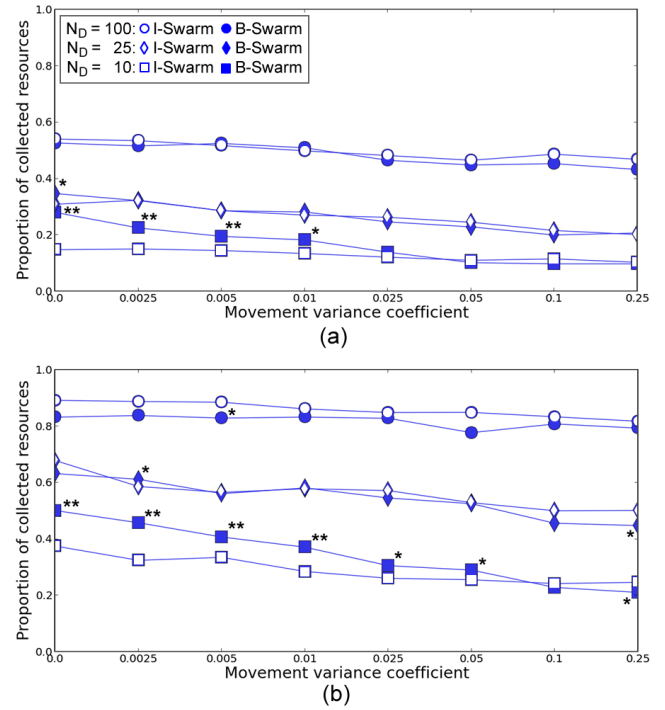 N_D = 100: I-Swarm B-Swarm
N_D = 25: I-Swarm B-Swarm
N_D = 10: I-Swarm B-Swarm
Proportion of collected resources
1.0
0.8
0.6
0.4
0.2
0.0
*
**
**
**
*
0.0 0.0025 0.005 0.01 0.025 0.05 0.1 0.25
Movement variance coefficient
(a)
Proportion of collected resources
1.0
0.8
0.6
0.4
0.2
0.0
*
*
*
**
**
**
**
*
*
*
0.0 0.0025 0.005 0.01 0.025 0.05 0.1 0.25
Movement variance coefficient
(b)